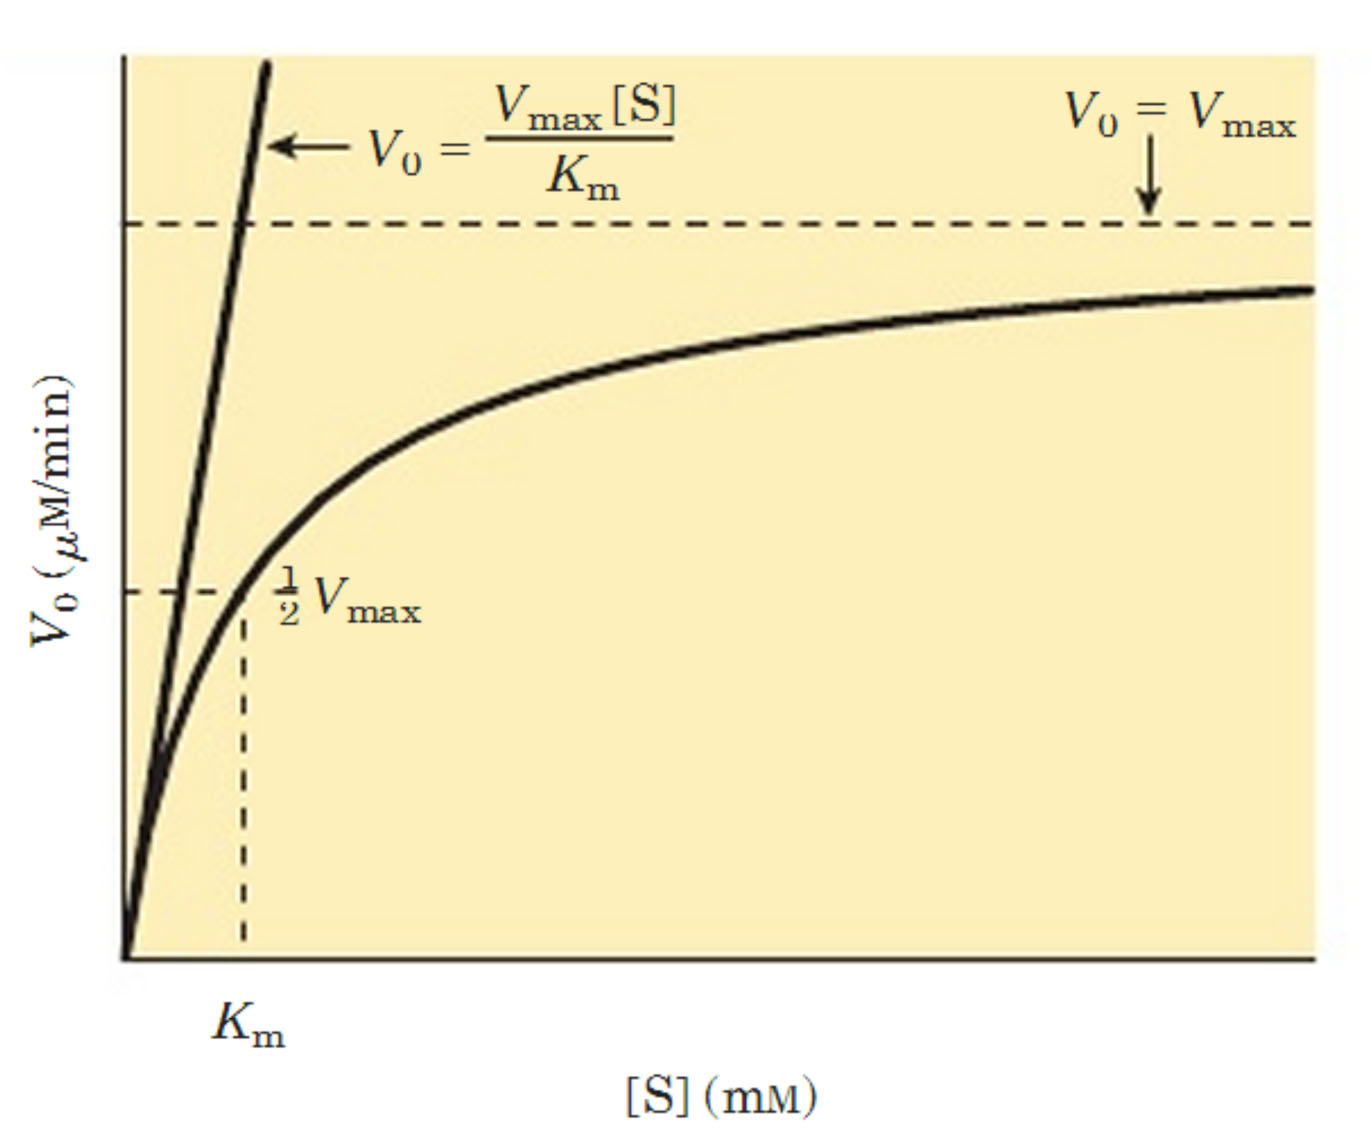 V₀ = Vmax [S] / Km
V₀ = Vmax
½ Vmax
V₀ (μM/min)
Km
[S] (mM)